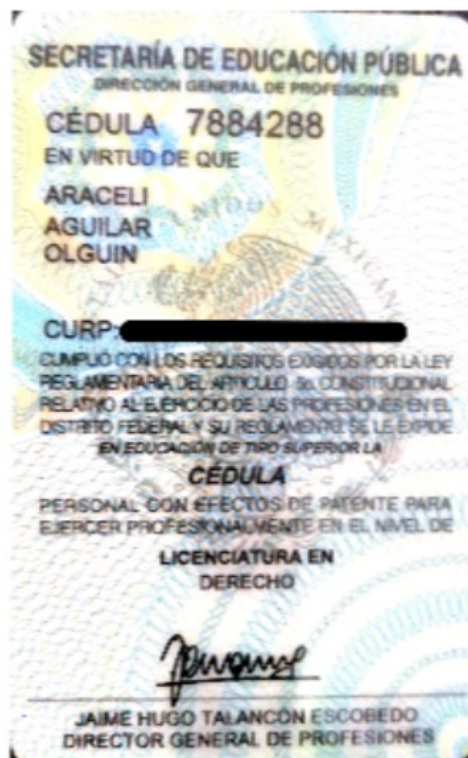 SECRETARÍA DE EDUCACIÓN PÚBLICA
DIRECCIÓN GENERAL DE PROFESIONES
CÉDULA 7884288
EN VIRTUD DE QUE
ARACELI
AGUILAR
OLGUIN
CURP
CUMPLIO CON LOS REQUISITOS EXIGIDOS POR LA LEY
REGLAMENTARIA DEL ARTICULO 5o. CONSTITUCIONAL
RELATIVO AL EJERCICIO DE LAS PROFESIONES EN EL
DISTRITO FEDERAL Y SU REGLAMENTO SE LE EXPIDE
EN EDUCACIÓN DE TIPO SUPERIOR LA
CÉDULA
PERSONAL CON EFECTOS DE PATENTE PARA
EJERCER PROFESIONALMENTE EN EL NIVEL DE
LICENCIATURA EN
DERECHO
JAIME HUGO TALANCÓN ESCOBEDO
DIRECTOR GENERAL DE PROFESIONES